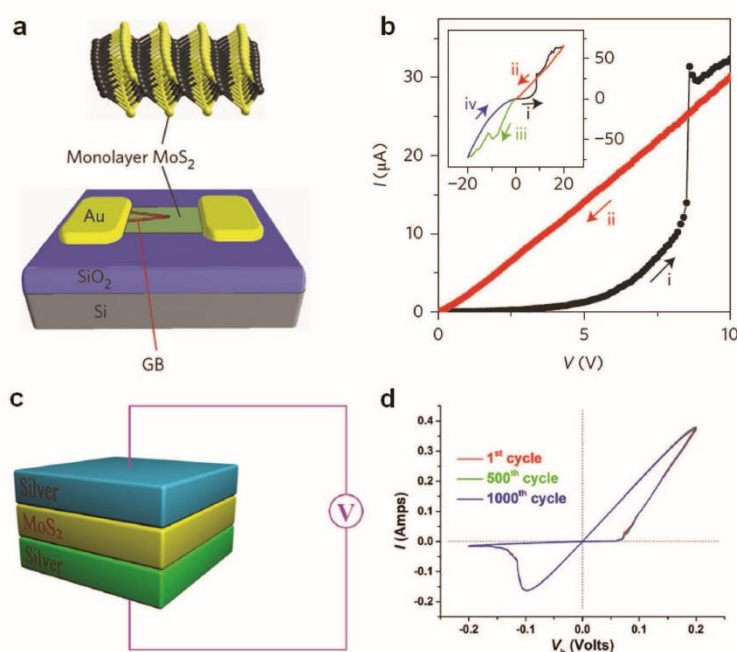 a
Monolayer MoS₂
Au
SiO₂
Si
GB
b
I (μA)
30
20
10
0
0
5
10
V (V)
ii
i
50
0
−50
−20
0
20
ii
iv
i
iii
c
Silver
MoS₂
Silver
V
d
I (Amps)
0.4
0.3
0.2
0.1
0.0
-0.1
-0.2
-0.2
-0.1
0.0
0.1
0.2
1st cycle
500th cycle
1000th cycle
(Volts)